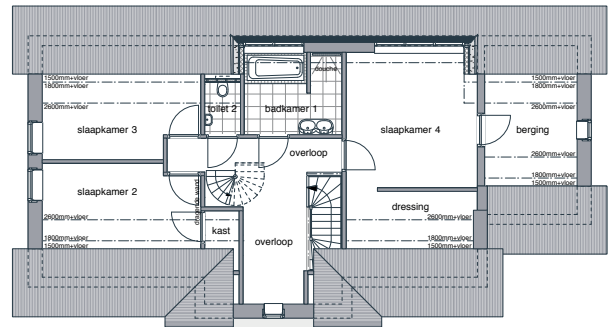 1500mm+vloer
1800mm+vloer
2600mm+vloer
slaapkamer 3
toilet 2
badkamer 1
douche
slaapkamer 4
1500mm+vloer
1800mm+vloer
2600mm+vloer
berging
overloop
2600mm+vloer
1800mm+vloer
1500mm+vloer
slaapkamer 2
dragende wand
dressing
2600mm+vloer
1800mm+vloer
1500mm+vloer
kast
overloop
2600mm+vloer
1800mm+vloer
1500mm+vloer